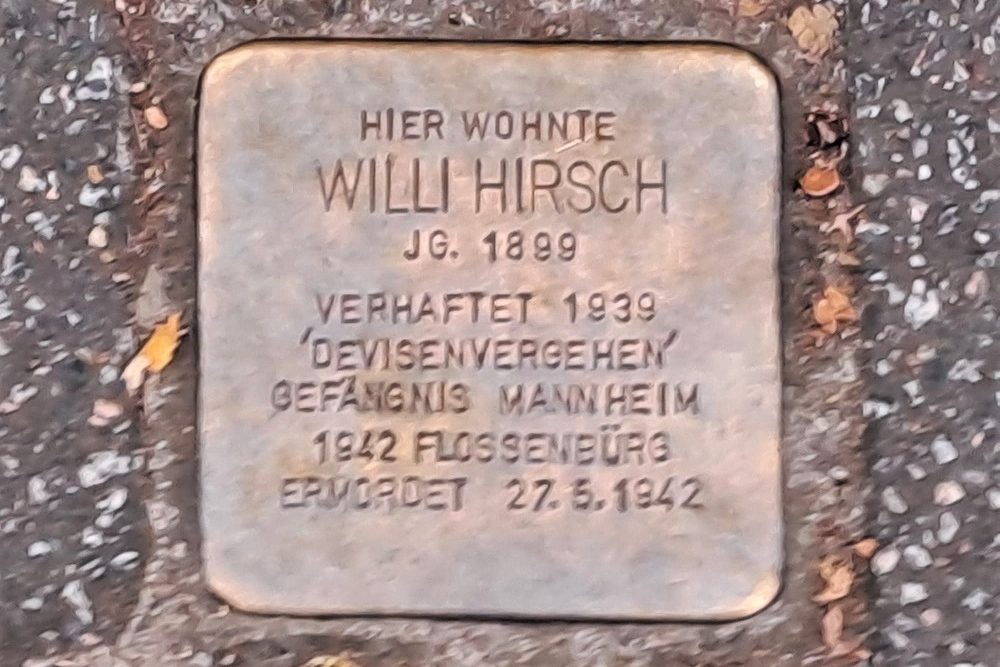 HIER WOHNTE
WILLI HIRSCH
JG. 1899
VERHAFTET 1939
'DEVISENVERGEHEN'
GEFÄNGNIS MANNHEIM
1942 FLOSSENBÜRG
ERMORDET 27.5.1942